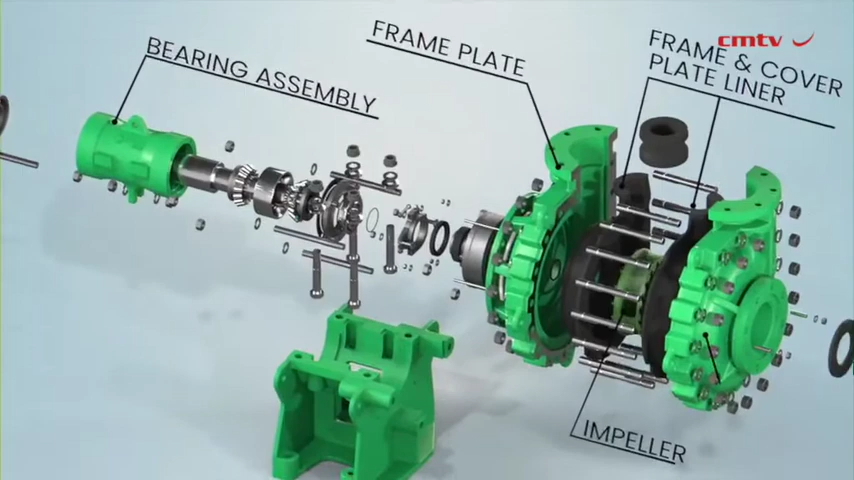 cmtv
FRAME PLATE
FRAME & COVER
PLATE LINER
BEARING ASSEMBLY
IMPELLER